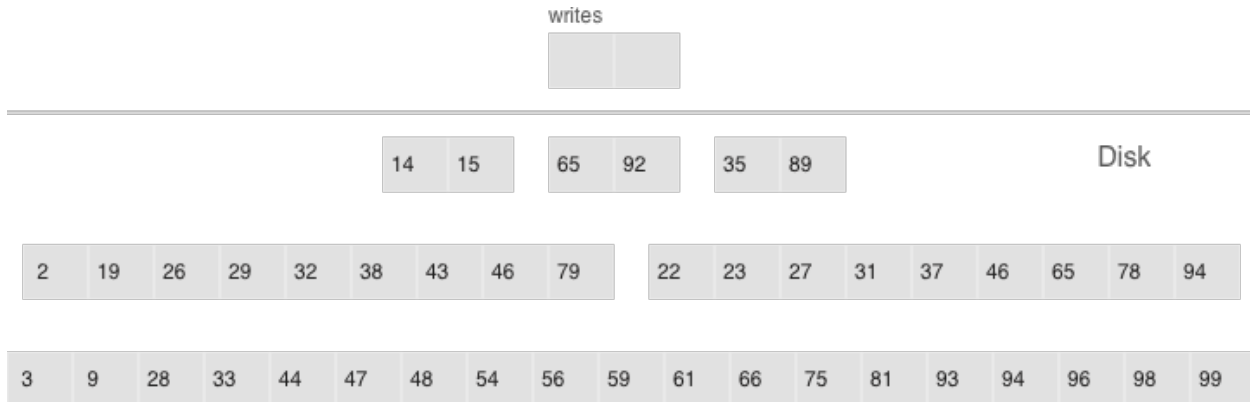 writes
Disk
14 15 65 92 35 89
2 19 26 29 32 38 43 46 79 22 23 27 31 37 46 65 78 94
3 9 28 33 44 47 48 54 56 59 61 66 75 81 93 94 96 98 99